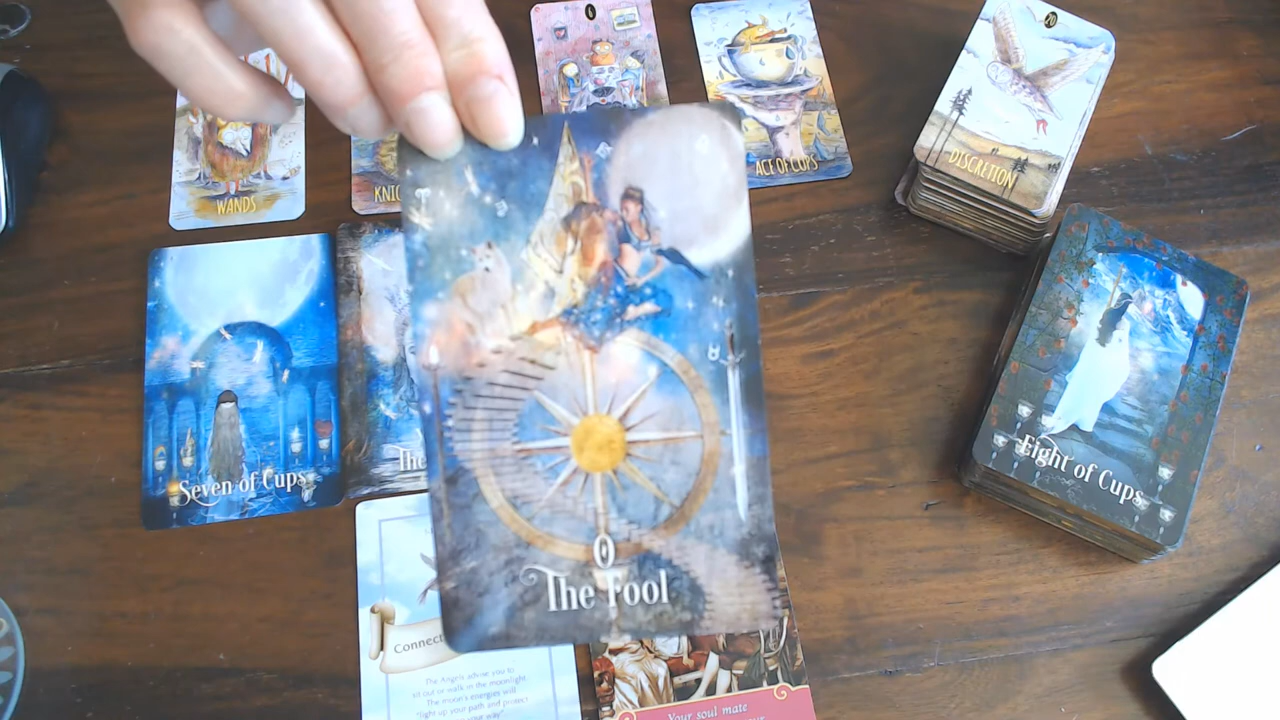 6
20
WANDS
ACE OF CUPS
DISCRETION
Seven of Cups
The
0
The Fool
Eight of Cups
The Angels advise you to
sit out or walk in the moonlight.
The moon's energies will
"light up your path and protect
Your soul mate